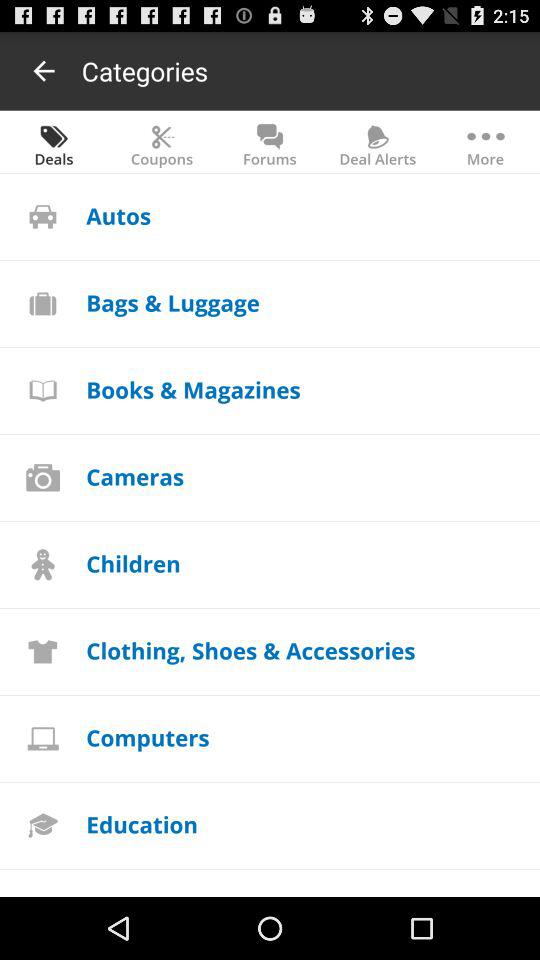 2:15
Categories
Deals Coupons Forums Deal Alerts More
Autos
Bags & Luggage
Books & Magazines
Cameras
Children
Clothing, Shoes & Accessories
Computers
Education